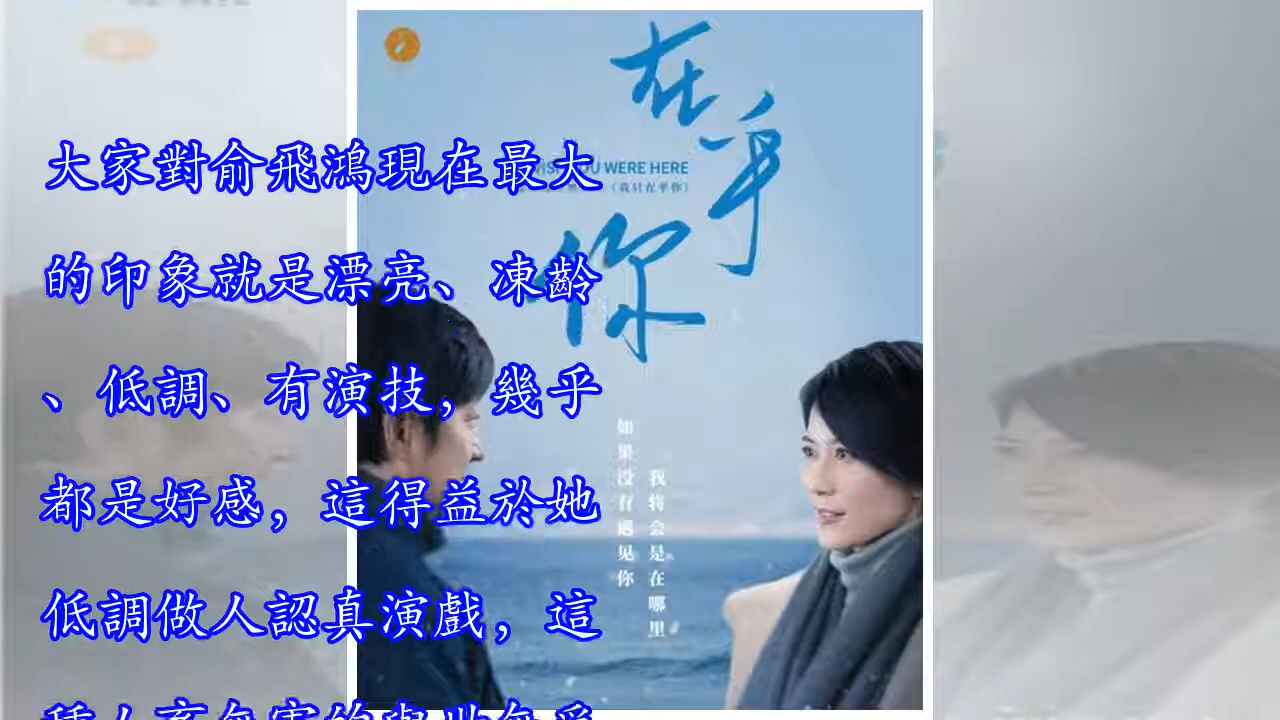 在乎你
WISH YOU WERE HERE
《我只在乎你》
大家對俞飛鴻現在最大
的印象就是漂亮、凍齡
、低調、有演技，幾乎
都是好感，這得益於她
低調做人認真演戲，這
如果没有遇见你
我将会是在哪里